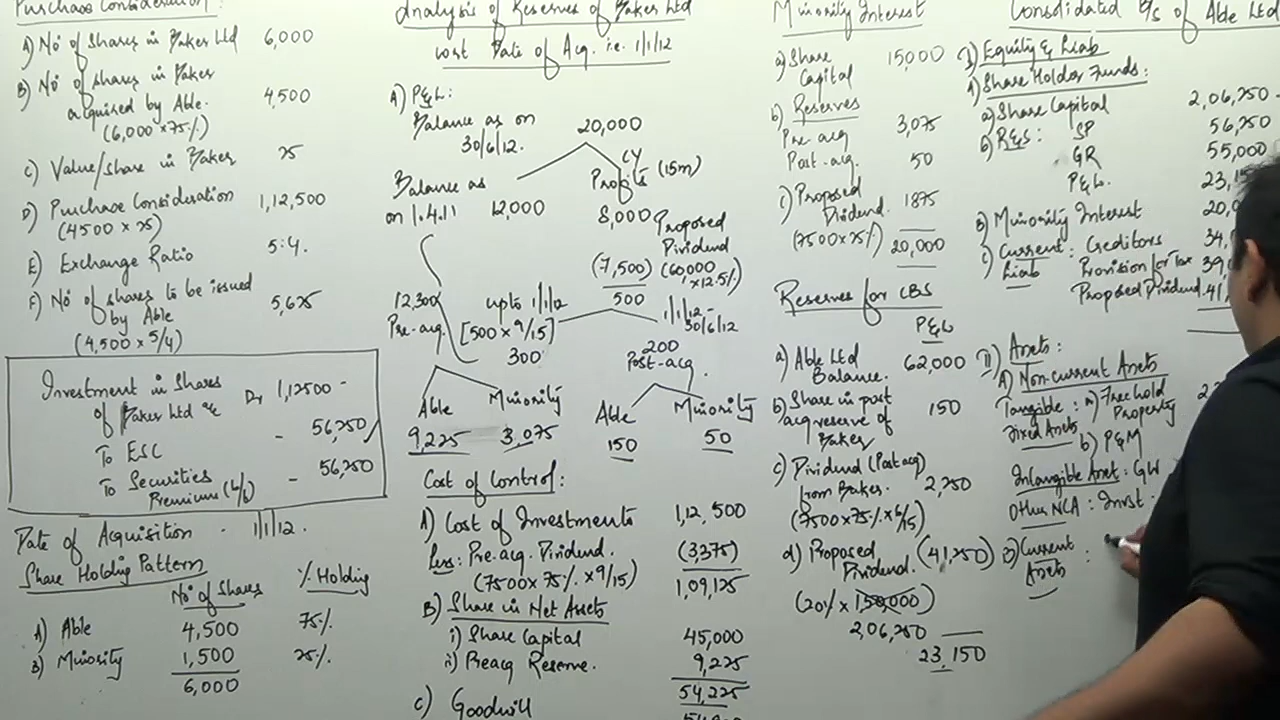 Purchase Consideration:
A) No of Shares in Baker Ltd 6,000
B) No of shares in Baker
acquired by Able. 4,500
(6,000 × 75%)
C) Value/share in Baker 25
D) Purchase Consideration 1,12,500
(4500 × 25)
E) Exchange Ratio 5:4.
F) No of shares to be issued
by Able 5,625
(4,500 × 5/4)
Investment in Shares
of Baker Ltd a/c Dr 1,12500 -
To ESC - 56,250
To Securities
Premium (b/f) - 56,250
Date of Acquisition - 1/1/12.
Share Holding Pattern
No of Shares % Holding
A) Able 4,500 75%
B) Minority 1,500 25%
6,000
Analysis of Reserves of Baker Ltd
wrt Date of Acq. i.e. 1/1/12
A) P&L:
Balance as on
30/6/12. 20,000
Balance as
on 1.4.11 12,000
CY
Profits (15m)
8,000
Proposed
Dividend
(7,500) (60,000
× 12.5%)
500
12,300
Pre-acq.
upto 1/1/12
[500 × 9/15]
300
1/1/12-
30/6/12
200
Post-acq.
Able Minority
9,225 3,075
Able Minority
150 50
Cost of Control:
A) Cost of Investments 1,12,500
Less: Pre-acq. Dividend. (3375)
(7500 × 75% × 9/15) 1,09,125
B) Share in Net Assets
i) Share Capital 45,000
ii) Preacq Reserve. 9,225
54,225
C) Goodwill
Minority Interest
a) Share
Capital 15,000
b) Reserves
Pre-acq 3,075
Post-acq. 50
c) Proposed
Dividend. 1875
(7500 × 25%) 20,000
Reserves for CBS
P&L
a) Able Ltd
Balance. 62,000
b) Share in post
acq reserve of
Baker 150
c) Dividend (Post acq)
from Baker. 2,250
(7500 × 75% × 6/15)
d) Proposed
Dividend. (41,250)
(20% × 1,50,000)
2,06,250
23,150
Consolidated B/S of Able Ltd
I) Equity & Liab
A) Share Holder Funds:
a) Share Capital 2,06,250
b) R&S: SP 56,250
GR 55,000
P&L. 23,15
B) Minority Interest 20,0
C) Current Liab : Creditors 34,
Provision for Tax 39,
Proposed Dividend. 41,
II) Assets:
A) Non-current Assets
Tangible Fixed Assets : a) Freehold
Property
b) P&M
Intangible Asset : GW
Other NCA : Invst.
B) Current
Assets :